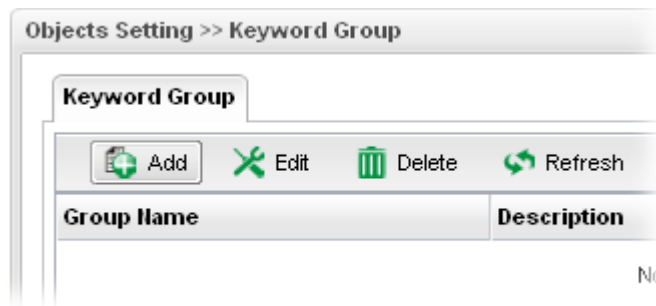 Objects Setting >> Keyword Group
Keyword Group
Add Edit Delete Refresh
Group Name Description